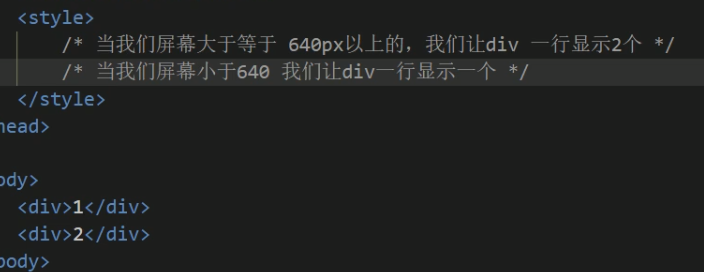 <style>
/* 当我们屏幕大于等于 640px以上的，我们让div 一行显示2个 */
/* 当我们屏幕小于640 我们让div一行显示一个 */
</style>
head>
ody>
<div>1</div>
<div>2</div>
body>